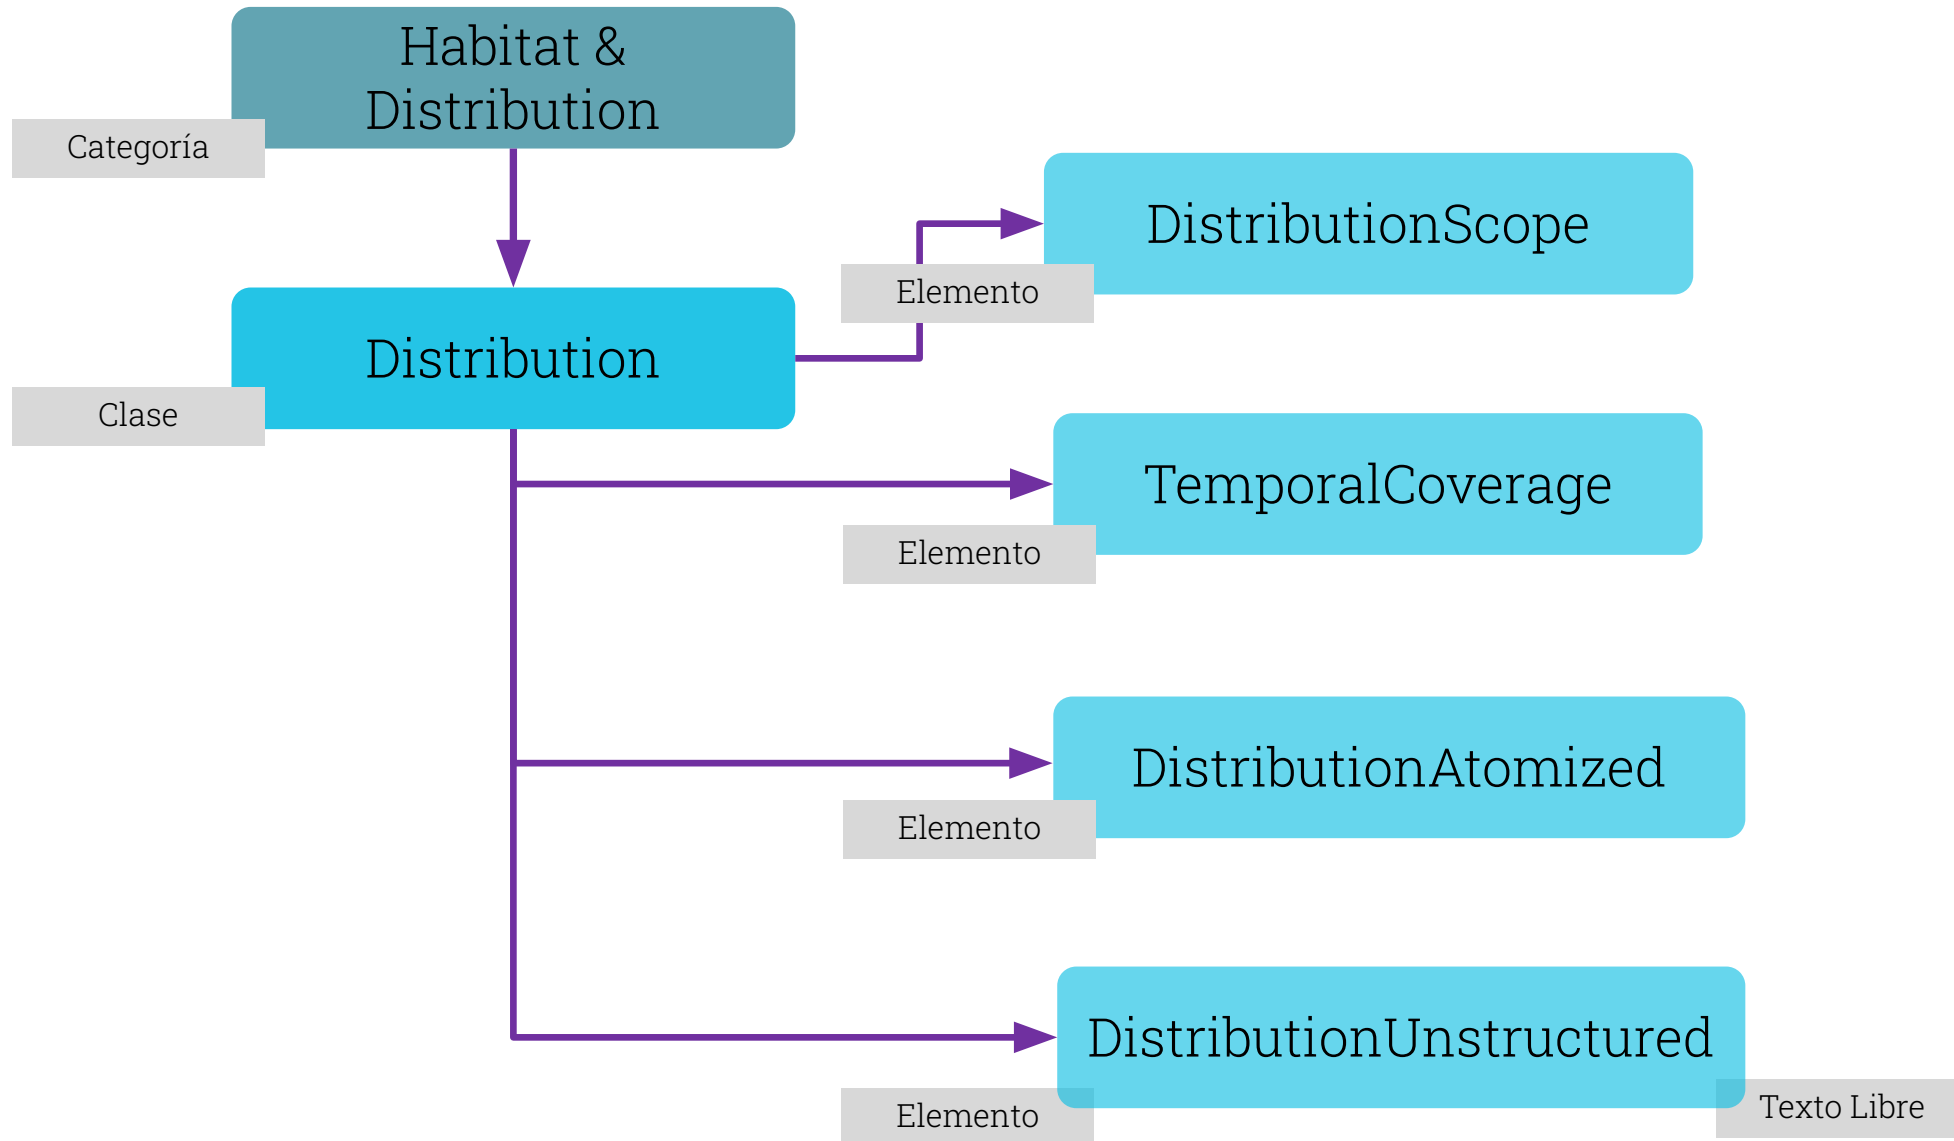 Habitat &
Distribution
Categoría
DistributionScope
Elemento
Distribution
Clase
TemporalCoverage
Elemento
DistributionAtomized
Elemento
DistributionUnstructured
Elemento
Texto Libre